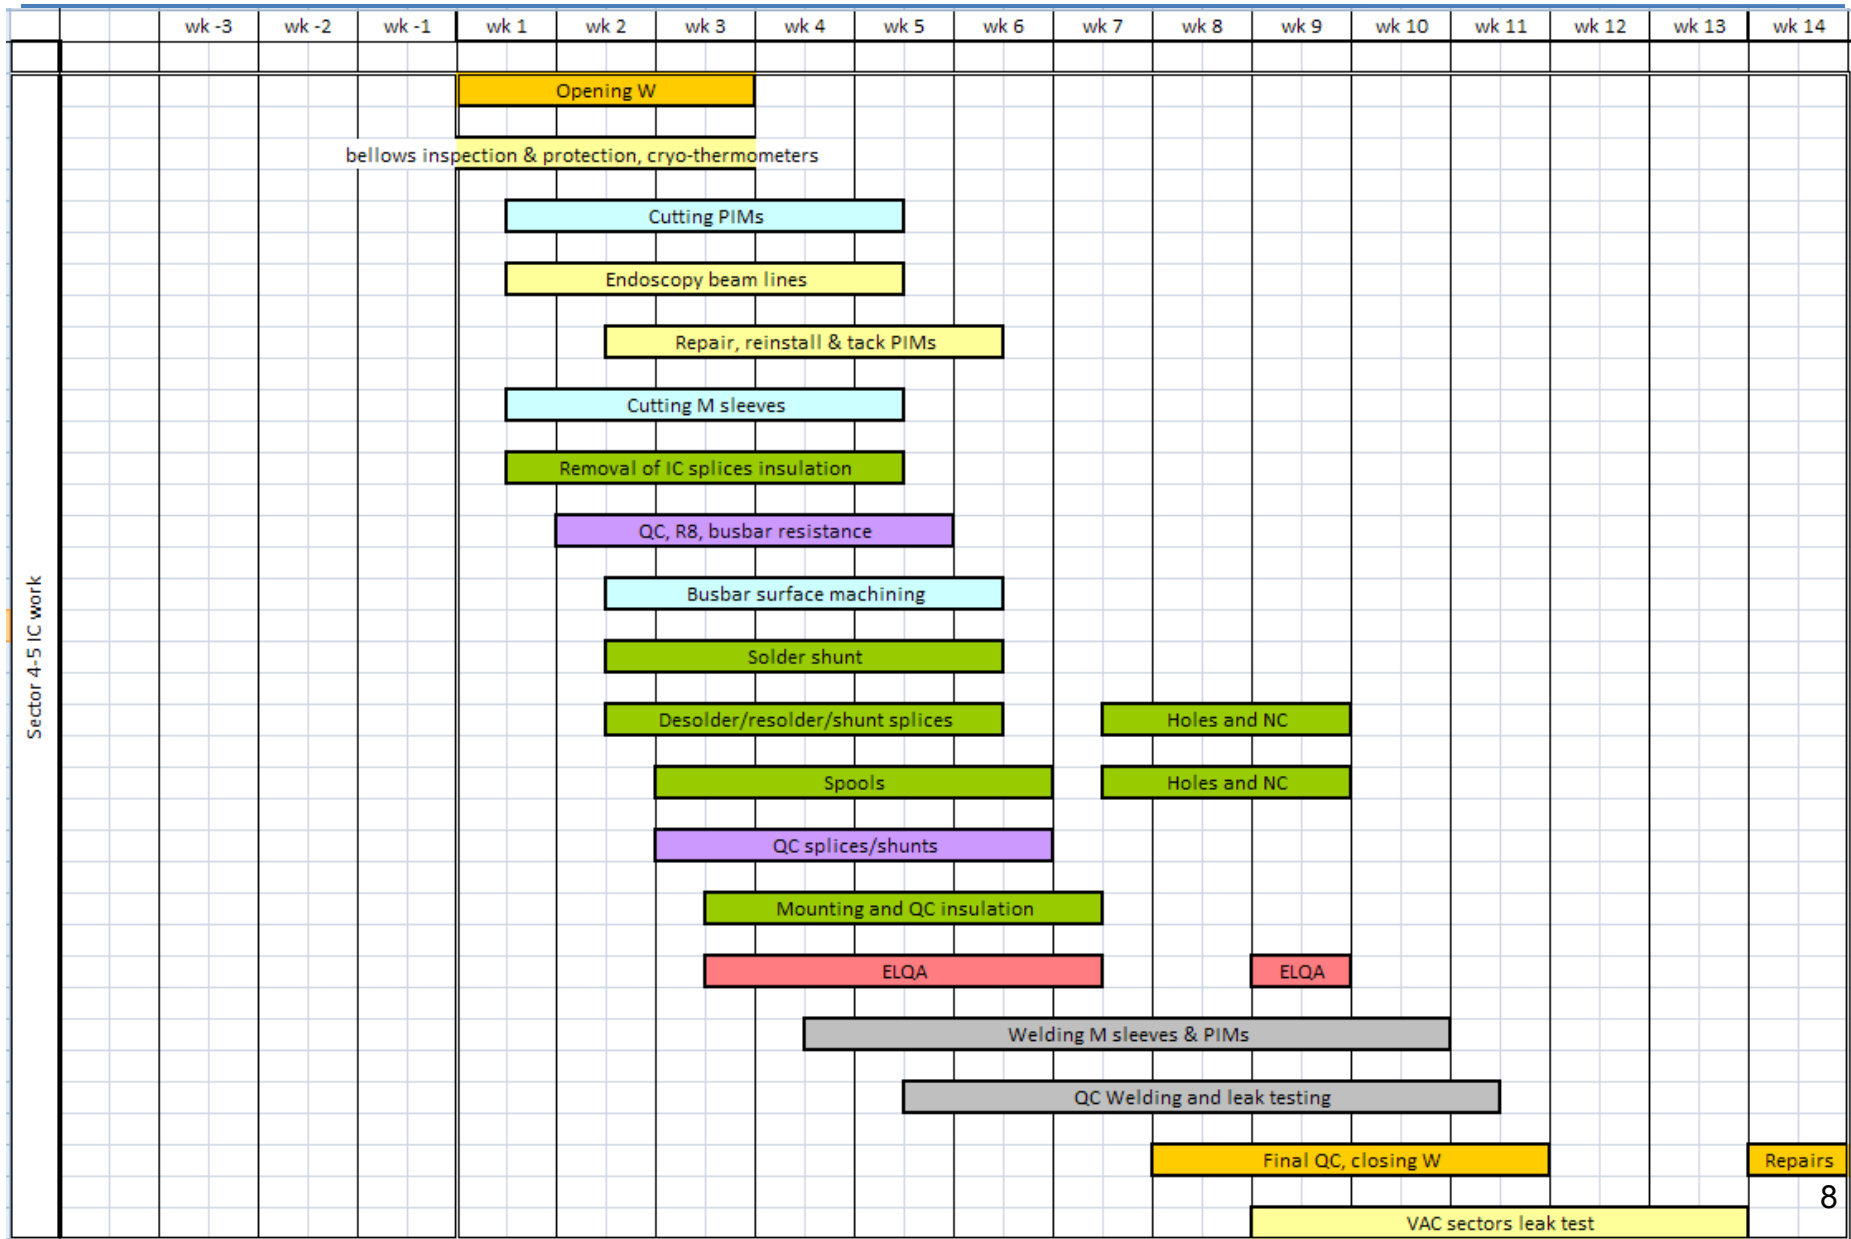 wk -3 wk -2 wk -1 wk 1 wk 2 wk 3 wk 4 wk 5 wk 6 wk 7 wk 8 wk 9 wk 10 wk 11 wk 12 wk 13 wk 14
Sector 4-5 IC work
Opening W
bellows inspection & protection, cryo-thermometers
Cutting PIMs
Endoscopy beam lines
Repair, reinstall & tack PIMs
Cutting M sleeves
Removal of IC splices insulation
QC, R8, busbar resistance
Busbar surface machining
Solder shunt
Desolder/resolder/shunt splices Holes and NC
Spools Holes and NC
QC splices/shunts
Mounting and QC insulation
ELQA ELQA
Welding M sleeves & PIMs
QC Welding and leak testing
Final QC, closing W Repairs
8
VAC sectors leak test